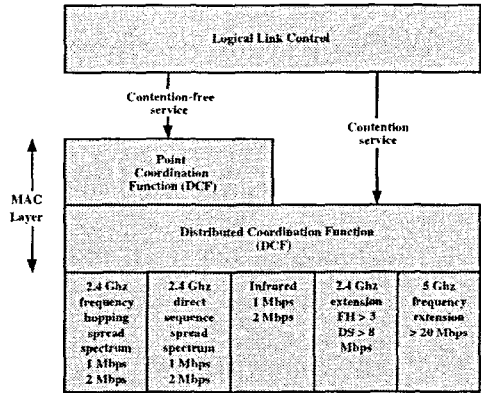 Logical Link Control
Contention-free
service
Contention
service
MAC
Layer
Point
Coordination
Function (DCF)
Distributed Coordination Function
(DCF)
2.4 Ghz
frequency
hopping
spread
spectrum
1 Mbps
2 Mbps
2.4 Ghz
direct
sequence
spread
spectrum
1 Mbps
2 Mbps
Infrared
1 Mbps
2 Mbps
2.4 Ghz
extension
FH > 3
DS > 8
Mbps
5 Ghz
frequency
extension
> 20 Mbps